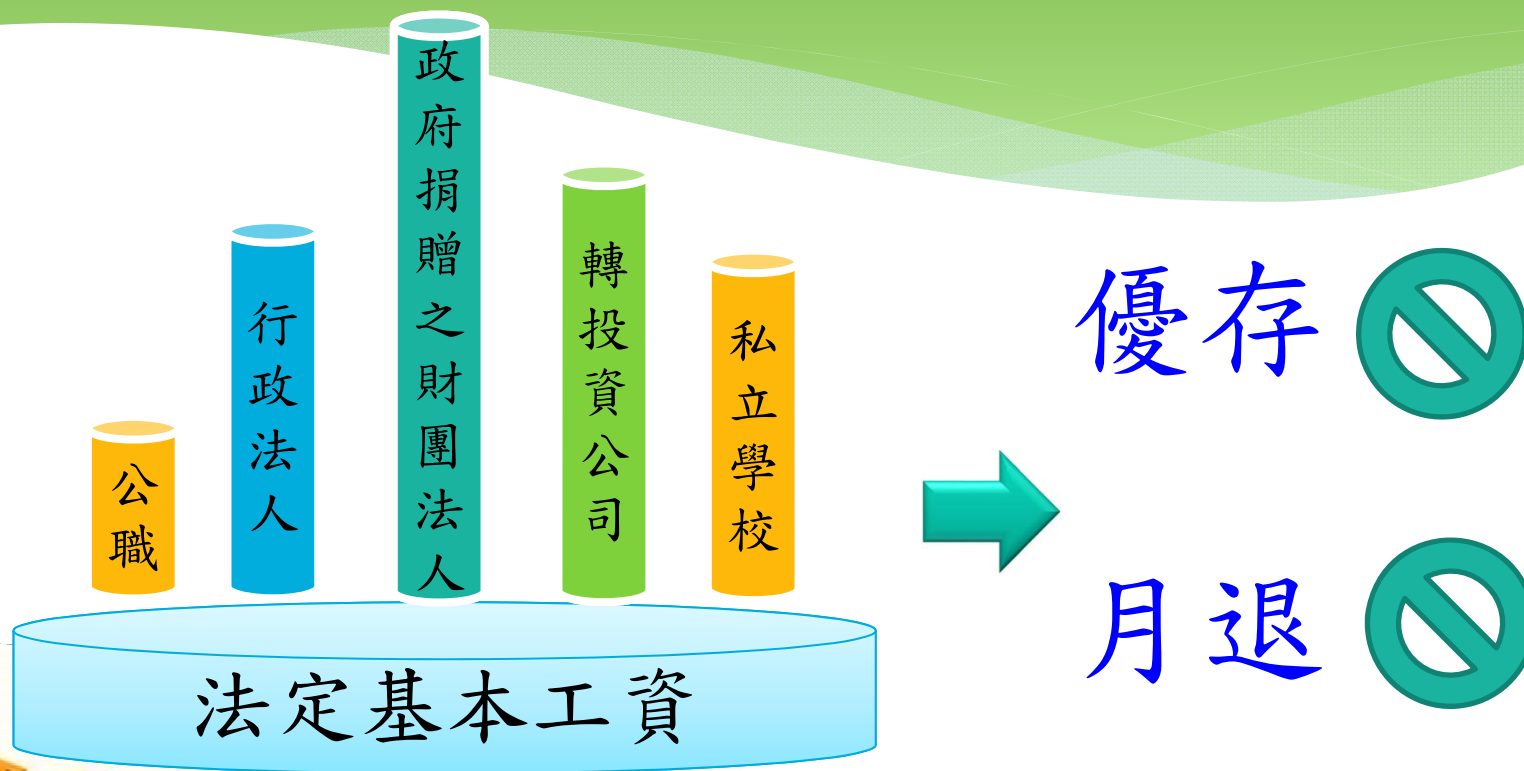 公職
行政法人
政府捐贈之財團法人
轉投資公司
私立學校
法定基本工資
優存
月退